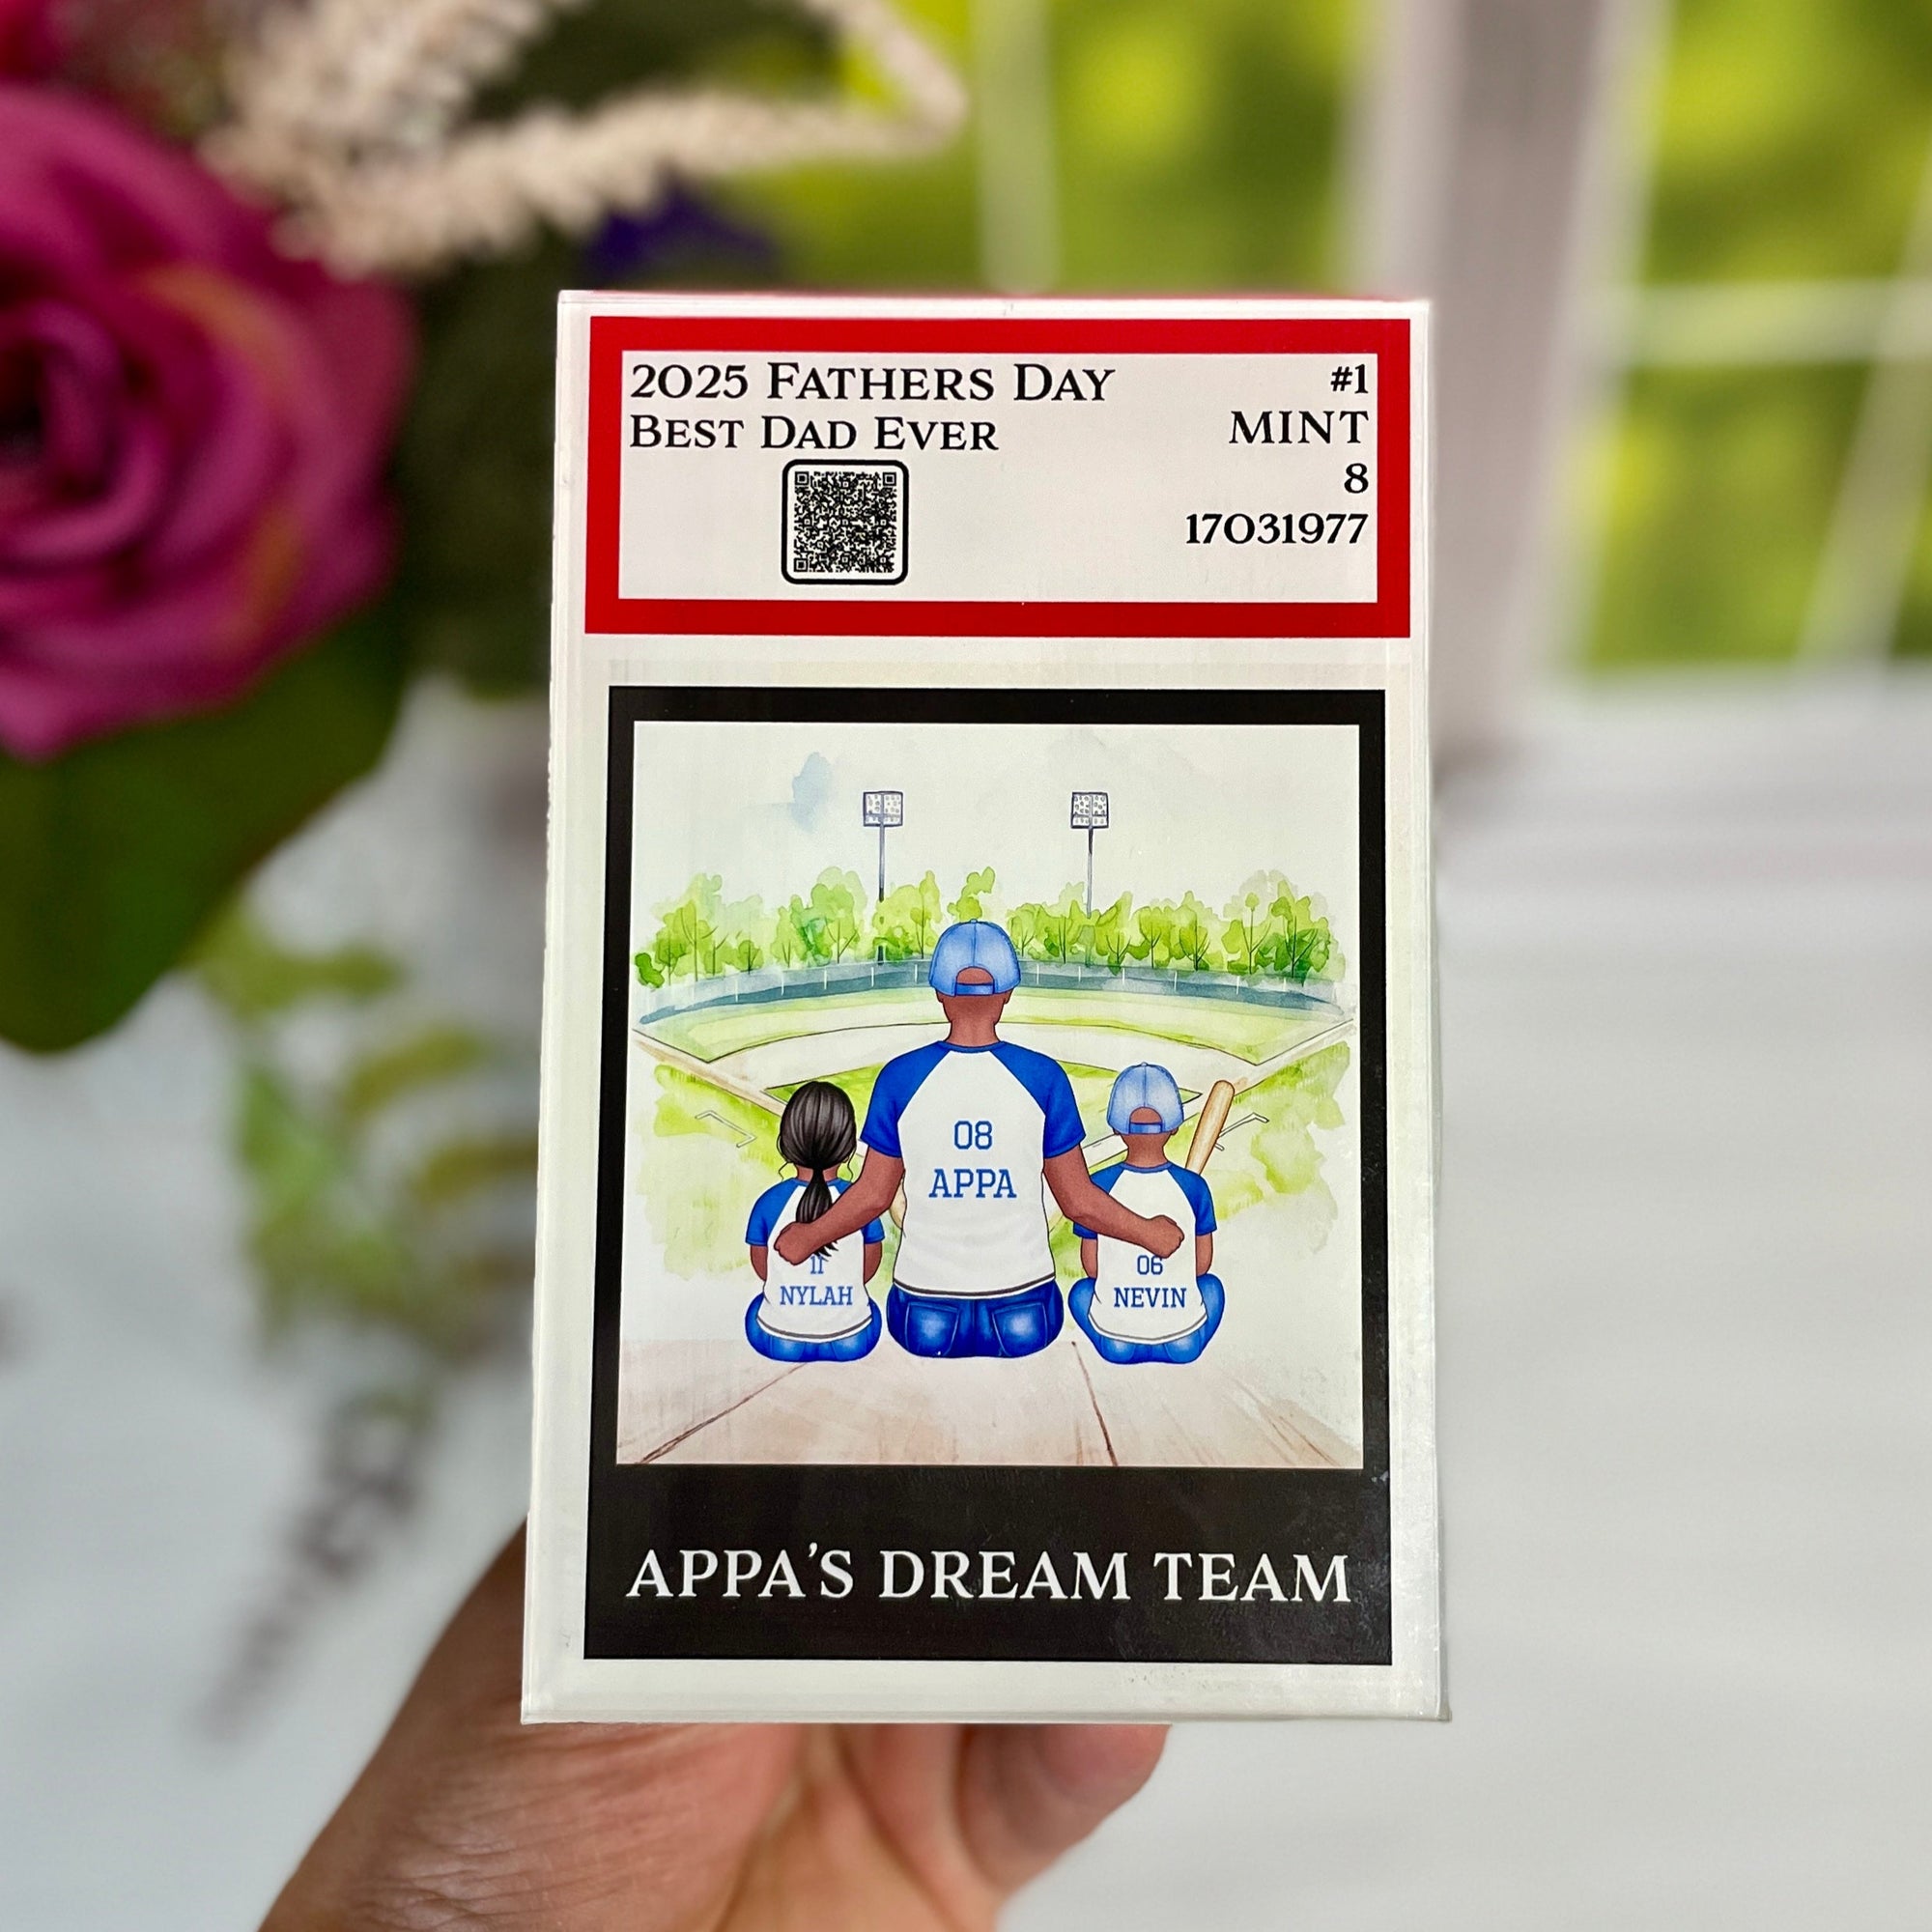 2025 Fathers Day
Best Dad Ever
#1
MINT
8
17031977
08
APPA
11
NYLAH
06
NEVIN
APPA'S DREAM TEAM